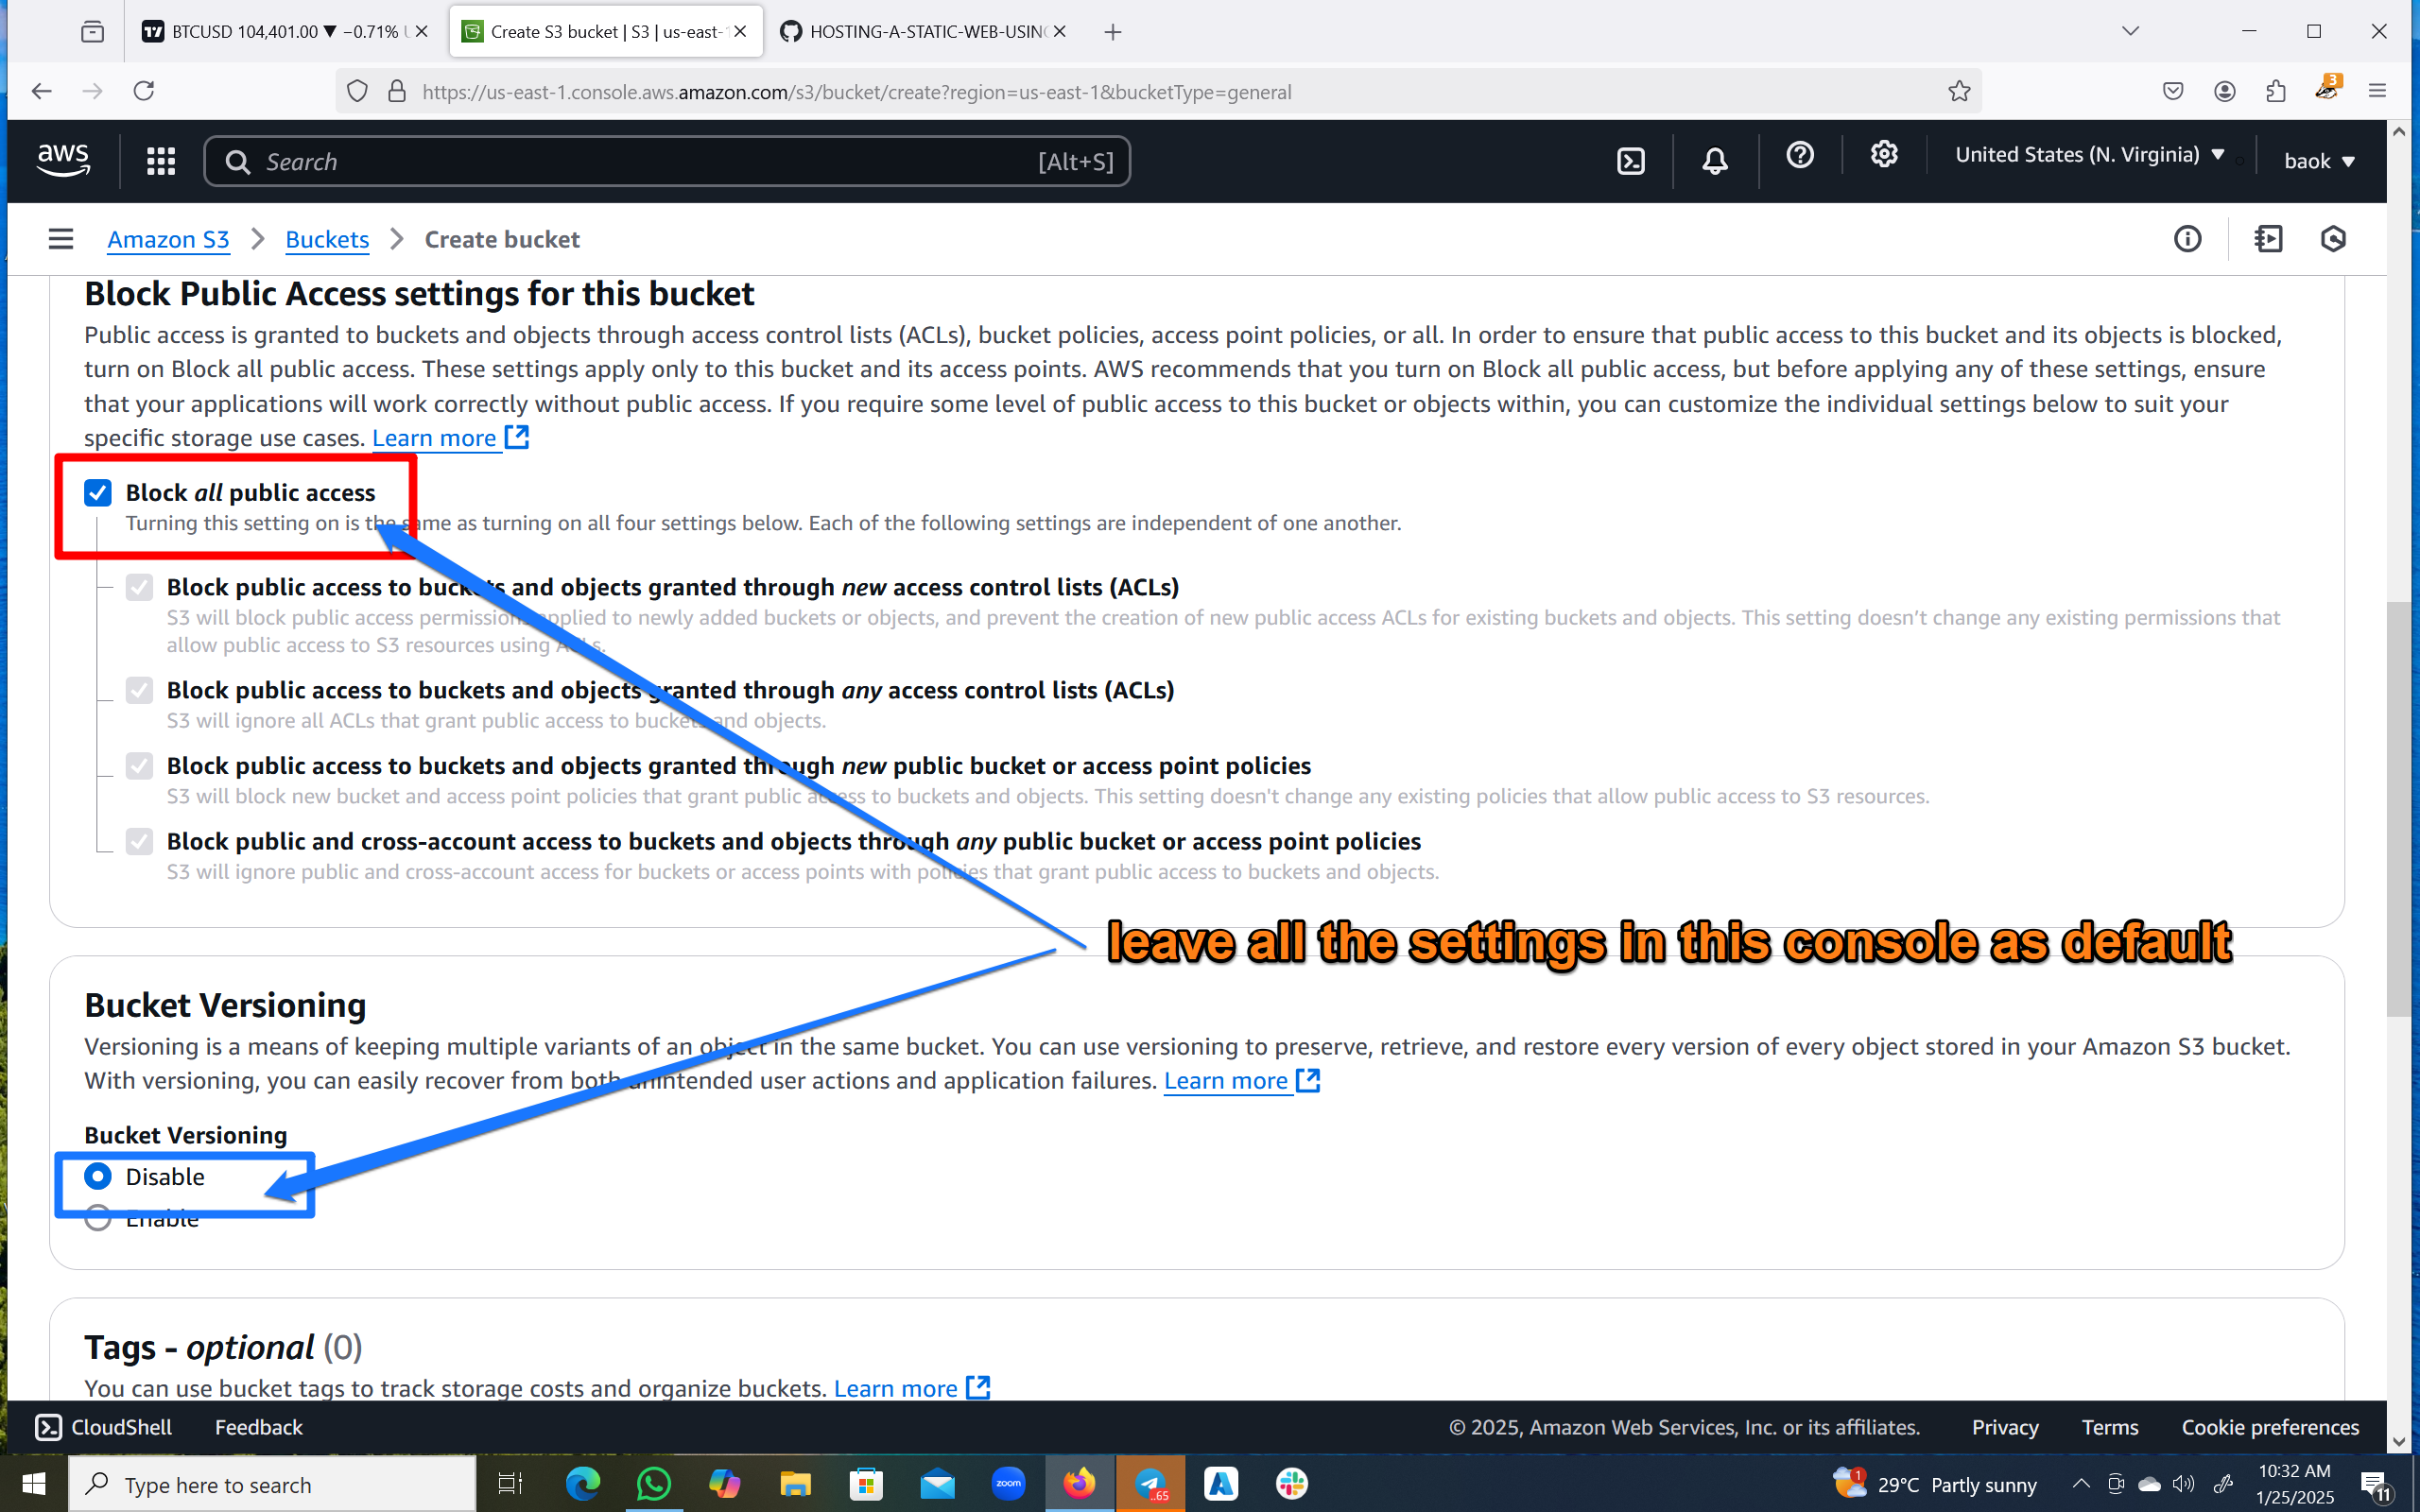 BTCUSD 104,401.00 ▼ −0.71%
Create S3 bucket | S3 | us-east-1
HOSTING-A-STATIC-WEB-USING
https://us-east-1.console.aws.amazon.com/s3/bucket/create?region=us-east-1&bucketType=general
3
aws
Search
[Alt+S]
United States (N. Virginia) ▼
baok ▼
Amazon S3 > Buckets > Create bucket
Block Public Access settings for this bucket
Public access is granted to buckets and objects through access control lists (ACLs), bucket policies, access point policies, or all. In order to ensure that public access to this bucket and its objects is blocked,
turn on Block all public access. These settings apply only to this bucket and its access points. AWS recommends that you turn on Block all public access, but before applying any of these settings, ensure
that your applications will work correctly without public access. If you require some level of public access to this bucket or objects within, you can customize the individual settings below to suit your
specific storage use cases. Learn more
Block all public access
Turning this setting on is the same as turning on all four settings below. Each of the following settings are independent of one another.
Block public access to buckets and objects granted through new access control lists (ACLs)
S3 will block public access permissions applied to newly added buckets or objects, and prevent the creation of new public access ACLs for existing buckets and objects. This setting doesn’t change any existing permissions that
allow public access to S3 resources using ACLs.
Block public access to buckets and objects granted through any access control lists (ACLs)
S3 will ignore all ACLs that grant public access to buckets and objects.
Block public access to buckets and objects granted through new public bucket or access point policies
S3 will block new bucket and access point policies that grant public access to buckets and objects. This setting doesn't change any existing policies that allow public access to S3 resources.
Block public and cross-account access to buckets and objects through any public bucket or access point policies
S3 will ignore public and cross-account access for buckets or access points with policies that grant public access to buckets and objects.
leave all the settings in this console as default
Bucket Versioning
Versioning is a means of keeping multiple variants of an object in the same bucket. You can use versioning to preserve, retrieve, and restore every version of every object stored in your Amazon S3 bucket.
With versioning, you can easily recover from both unintended user actions and application failures. Learn more
Bucket Versioning
Disable
Enable
Tags - optional (0)
You can use bucket tags to track storage costs and organize buckets. Learn more
CloudShell
Feedback
© 2025, Amazon Web Services, Inc. or its affiliates.
Privacy
Terms
Cookie preferences
Type here to search
zoom
..65
1
29°C Partly sunny
10:32 AM
1/25/2025
11